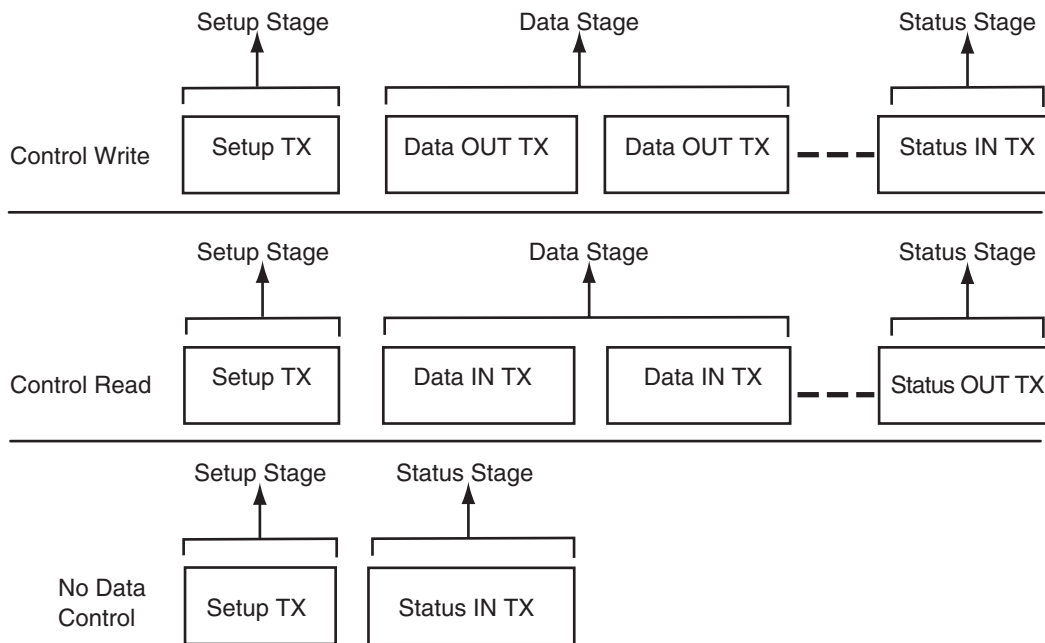 Setup Stage Data Stage Status Stage
Control Write Setup TX Data OUT TX Data OUT TX Status IN TX
Setup Stage Data Stage Status Stage
Control Read Setup TX Data IN TX Data IN TX Status OUT TX
Setup Stage Status Stage
No Data
Control Setup TX Status IN TX